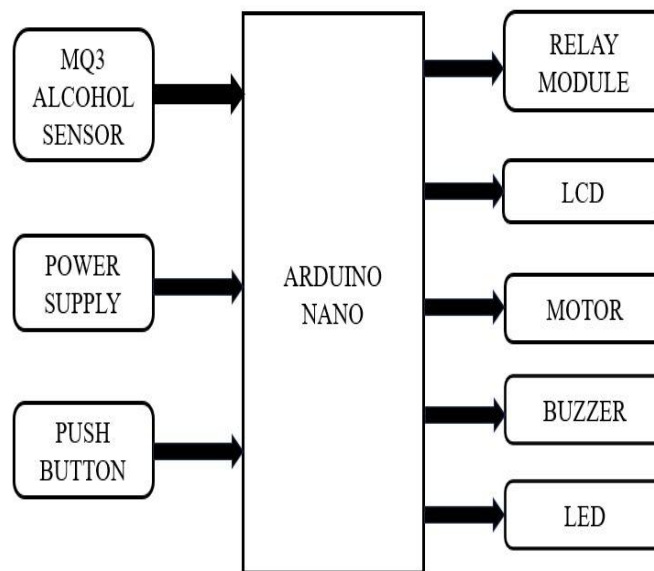 MQ3
ALCOHOL
SENSOR
POWER
SUPPLY
PUSH
BUTTON
ARDUINO
NANO
RELAY
MODULE
LCD
MOTOR
BUZZER
LED